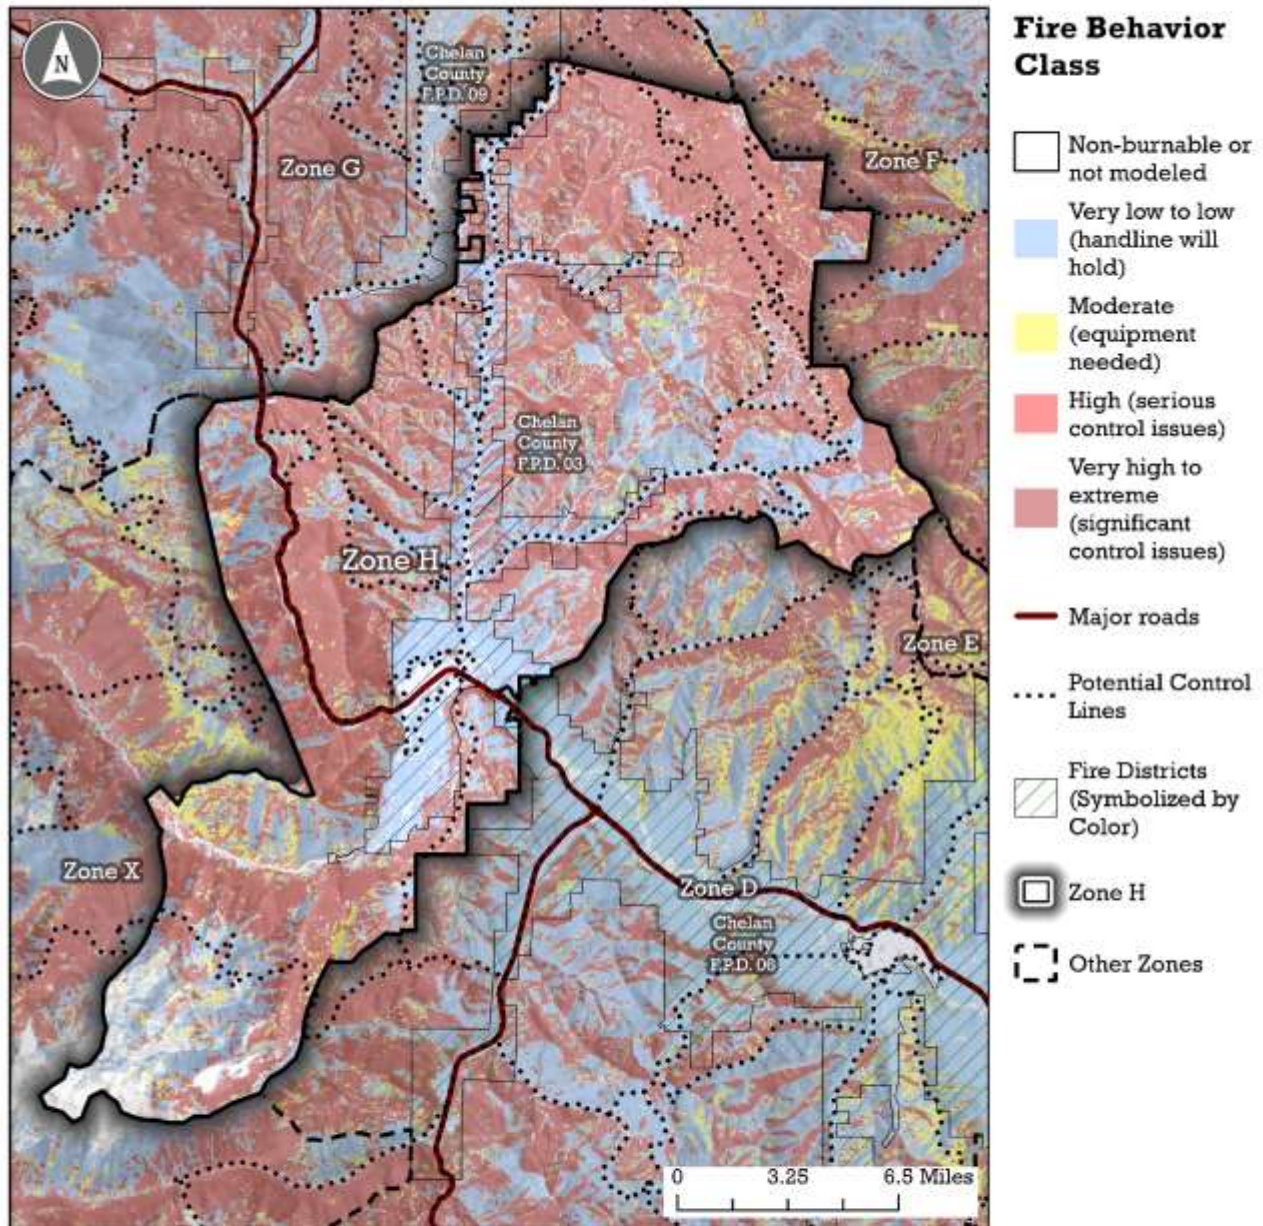 N
Chelan
County
F.P.D. 09
Zone G
Zone F
Chelan
County
F.P.D. 03
Zone H
Zone E
Zone X
Zone D
Chelan
County
F.P.D. 06
0 3.25 6.5 Miles
Fire Behavior
Class
Non-burnable or
not modeled
Very low to low
(handline will
hold)
Moderate
(equipment
needed)
High (serious
control issues)
Very high to
extreme
(significant
control issues)
Major roads
Potential Control
Lines
Fire Districts
(Symbolized by
Color)
Zone H
Other Zones